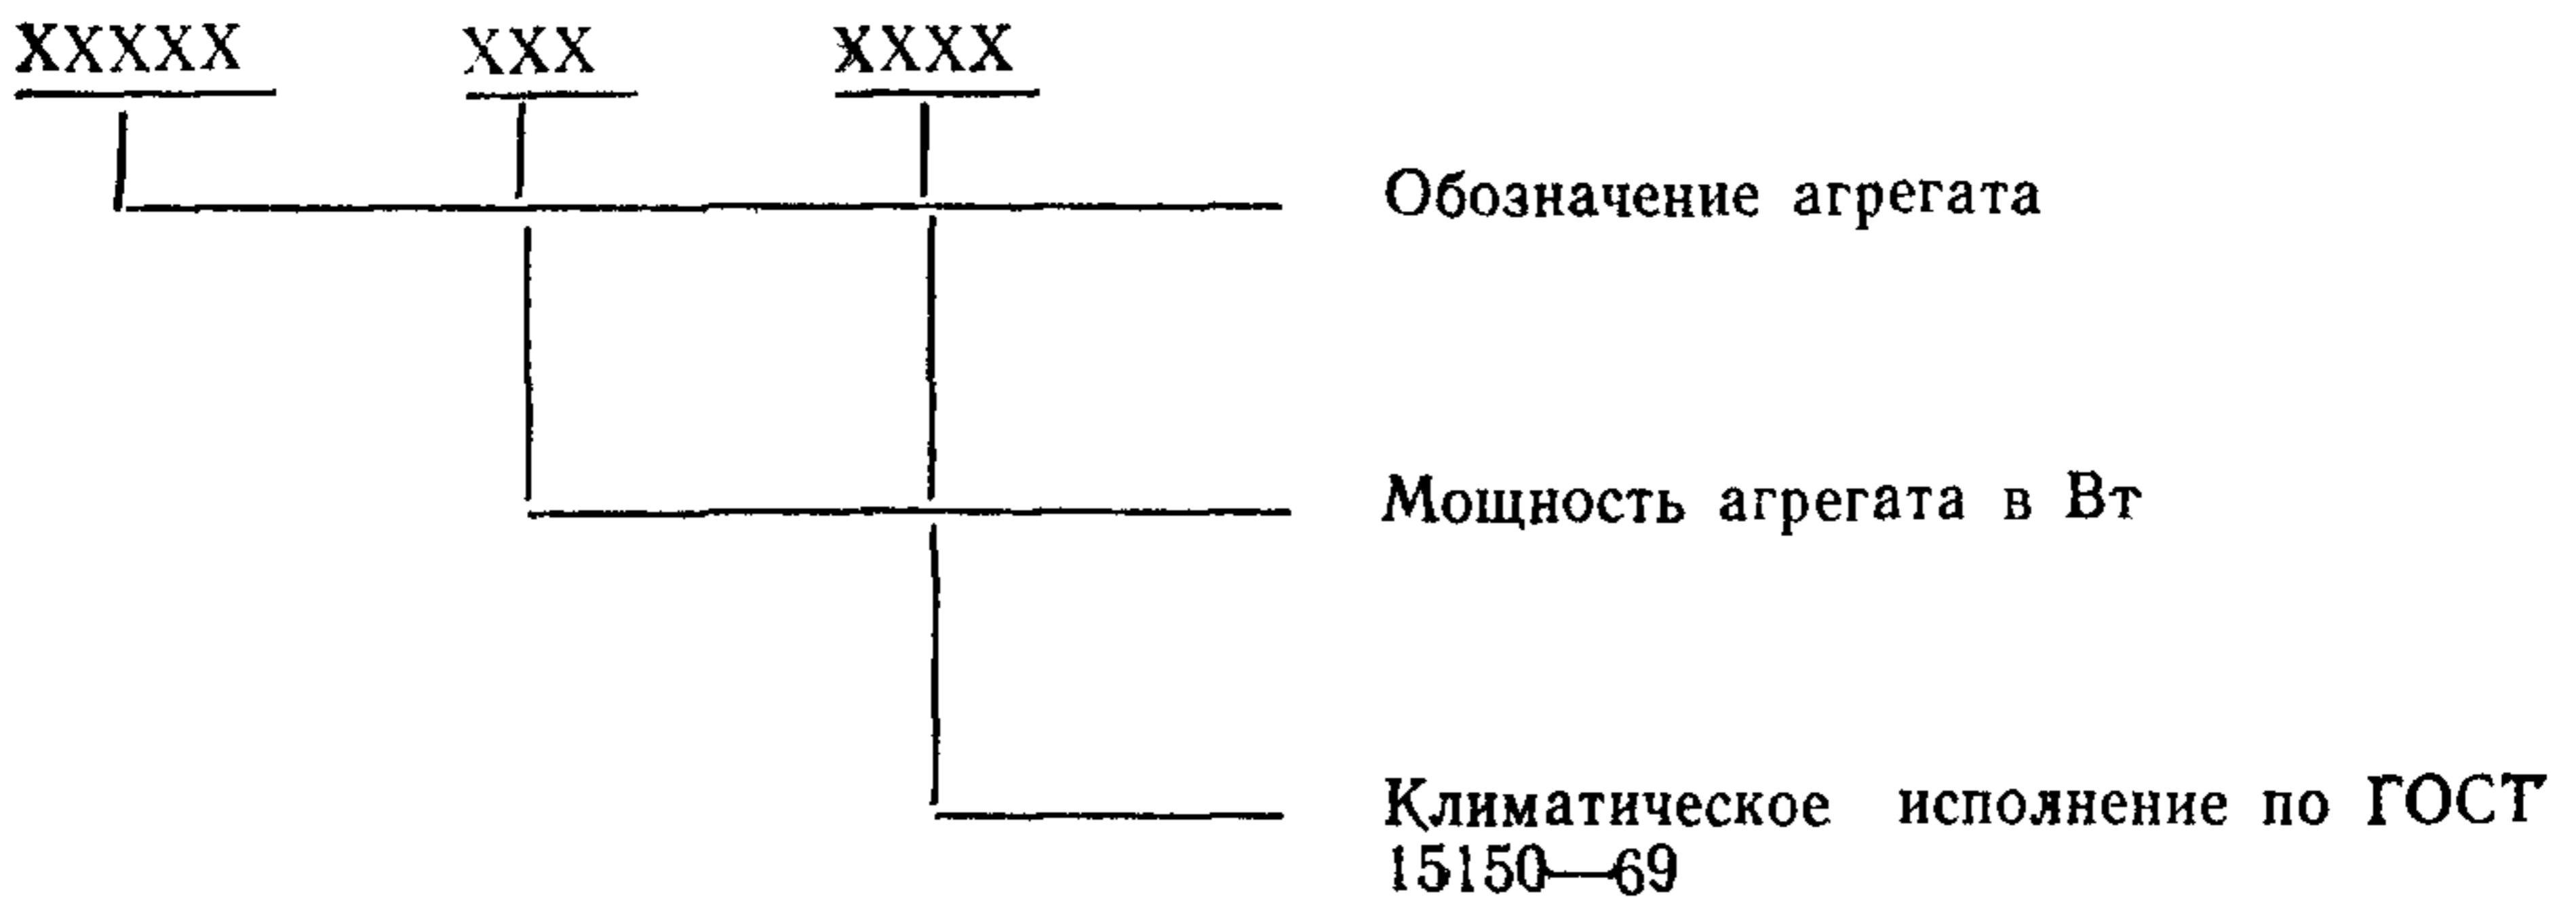 XXXXX XXX XXXX
Обозначение агрегата
Мощность агрегата в Вт
Климатическое исполнение по ГОСТ
15150—69